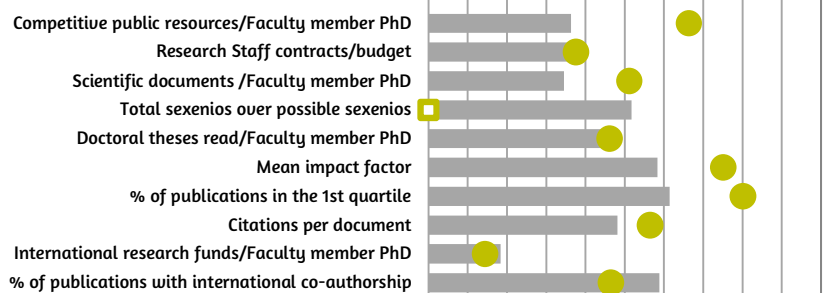 Competitive public resources/Faculty member PhD
Research Staff contracts/budget
Scientific documents /Faculty member PhD
Total sexenios over possible sexenios
Doctoral theses read/Faculty member PhD
Mean impact factor
% of publications in the 1st quartile
Citations per document
International research funds/Faculty member PhD
% of publications with international co-authorship